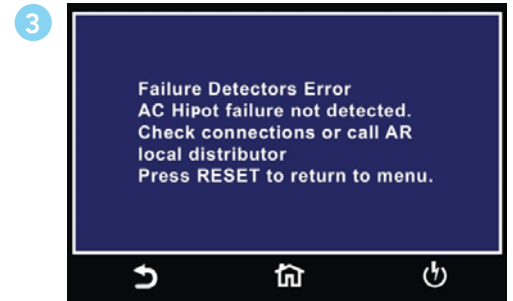 3
Failure Detectors Error
AC Hipot failure not detected.
Check connections or call AR
local distributor
Press RESET to return to menu.